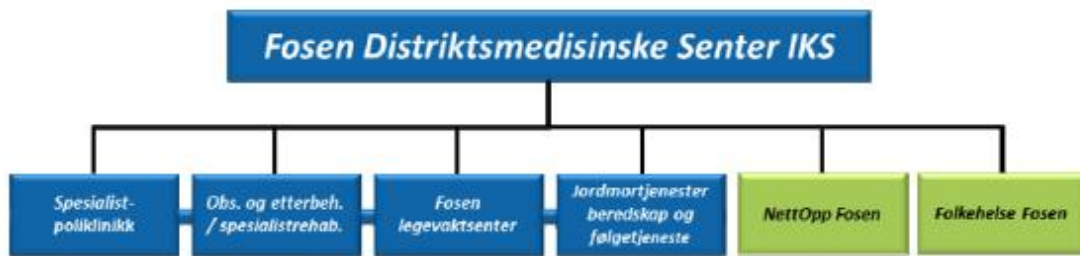 Fosen Distriktsmedisinske Senter IKS
Spesialist-
poliklinikk
Obs. og etterbeh.
/ spesialistrehab.
Fosen
legevaktsenter
Jordmortjenester
beredskap og
følgetjeneste
NettOpp Fosen
Folkehelse Fosen